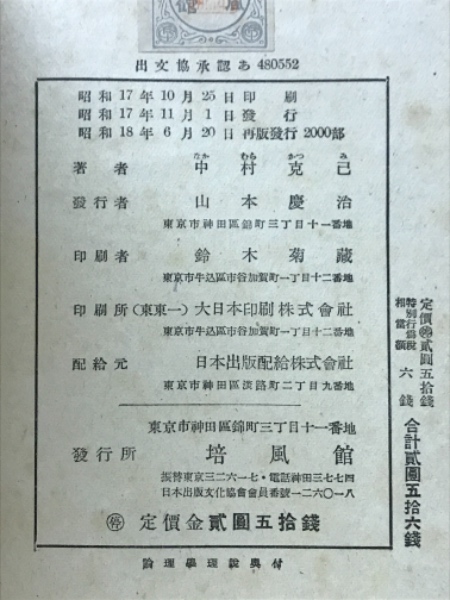 出文協承認あ 480552
昭和17年10月25日印刷
昭和17年11月1日發行
昭和18年6月20日再版發行 2000部
著者 中村克己
なか むら かつ み
發行者 山本慶治
東京市神田區錦町三丁目十一番地
印刷者 鈴木菊藏
東京市牛込區市谷加賀町一丁目十二番地
印刷所(東東一)大日本印刷株式會社
東京市牛込區市谷加賀町一丁目十二番地
配給元 日本出版配給株式會社
東京市神田區淡路町二丁目九番地
東京市神田區錦町三丁目十一番地
發行所 培風館
振替東京三二六一七・電話神田三七七四
日本出版文化協會會員番號一二六〇一八
㊡ 定價金貳圓五拾錢
論理學理說與付
定價㊡貳圓五拾錢
特別行爲稅相當額 六錢
合計貳圓五拾六錢